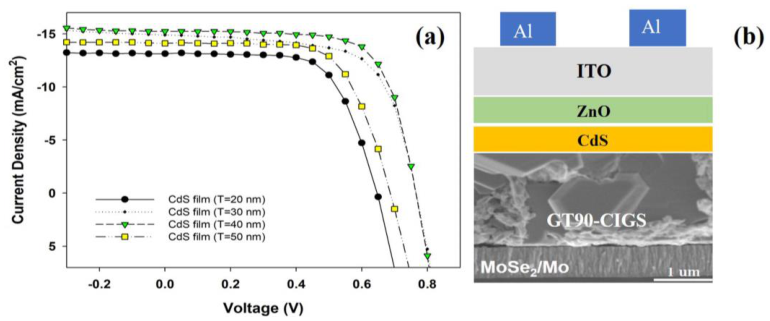 (a)
Current Density (mA/cm²)
-15
-10
-5
0
5
CdS film (T=20 nm)
CdS film (T=30 nm)
CdS film (T=40 nm)
CdS film (T=50 nm)
-0.2
0.0
0.2
0.4
0.6
0.8
Voltage (V)
Al
Al
(b)
ITO
ZnO
CdS
GT90-CIGS
MoSe₂/Mo
1 um